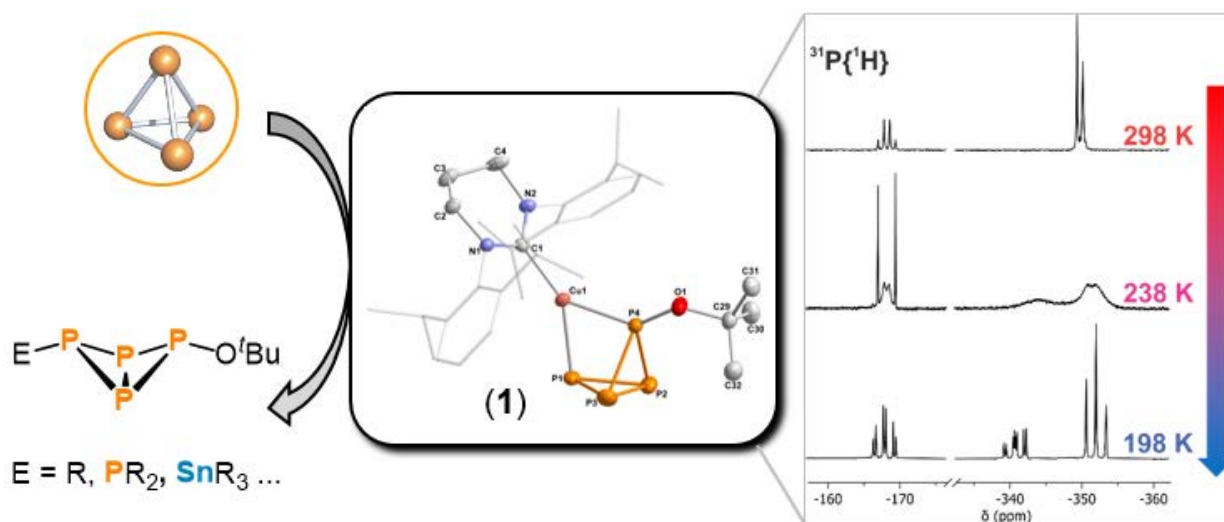 E
P
P
P
P
OᵗBu
E = R, PR₂, SnR₃ ...
C4
C3
C2
N2
N1
C1
Cu1
O1
C31
C29
C30
C32
P4
P1
P3
P2
(1)
³¹P{¹H}
298 K
238 K
198 K
-160
-170
-340
-350
-360
δ (ppm)